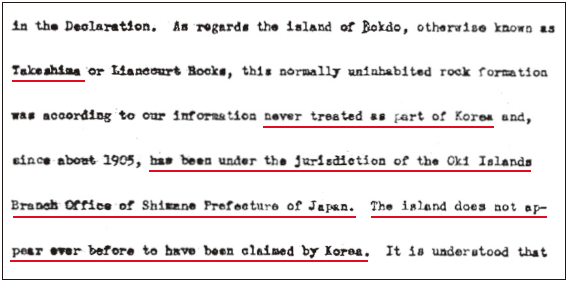 in the Declaration. As regards the island of Dokdo, otherwise known as
Takeshima or Liancourt Rocks, this normally uninhabited rock formation
was according to our information never treated as part of Korea and,
since about 1905, has been under the jurisdiction of the Oki Islands
Branch Office of Shimane Prefecture of Japan. The island does not ap-
pear ever before to have been claimed by Korea. It is understood that